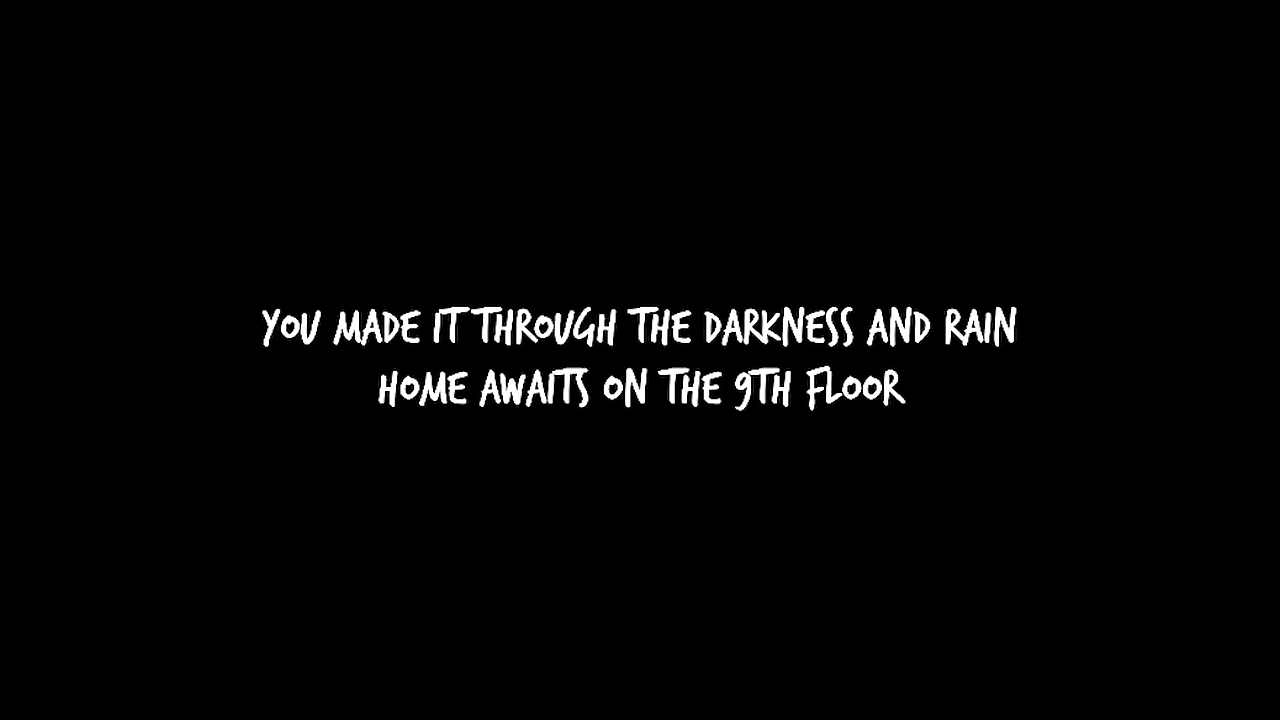 YOU MADE IT THROUGH THE DARKNESS AND RAIN
HOME AWAITS ON THE 9TH FLOOR